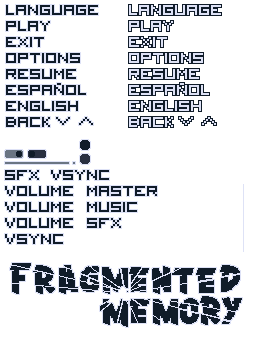 LANGUAGE LANGUAGE
PLAY PLAY
EXIT EXIT
OPTIONS OPTIONS
RESUME RESUME
ESPAÑOL ESPAÑOL
ENGLISH ENGLISH
BACK BACK
SFX VSYNC
VOLUME MASTER
VOLUME MUSIC
VOLUME SFX
VSYNC
FRAGMENTED
MEMORY